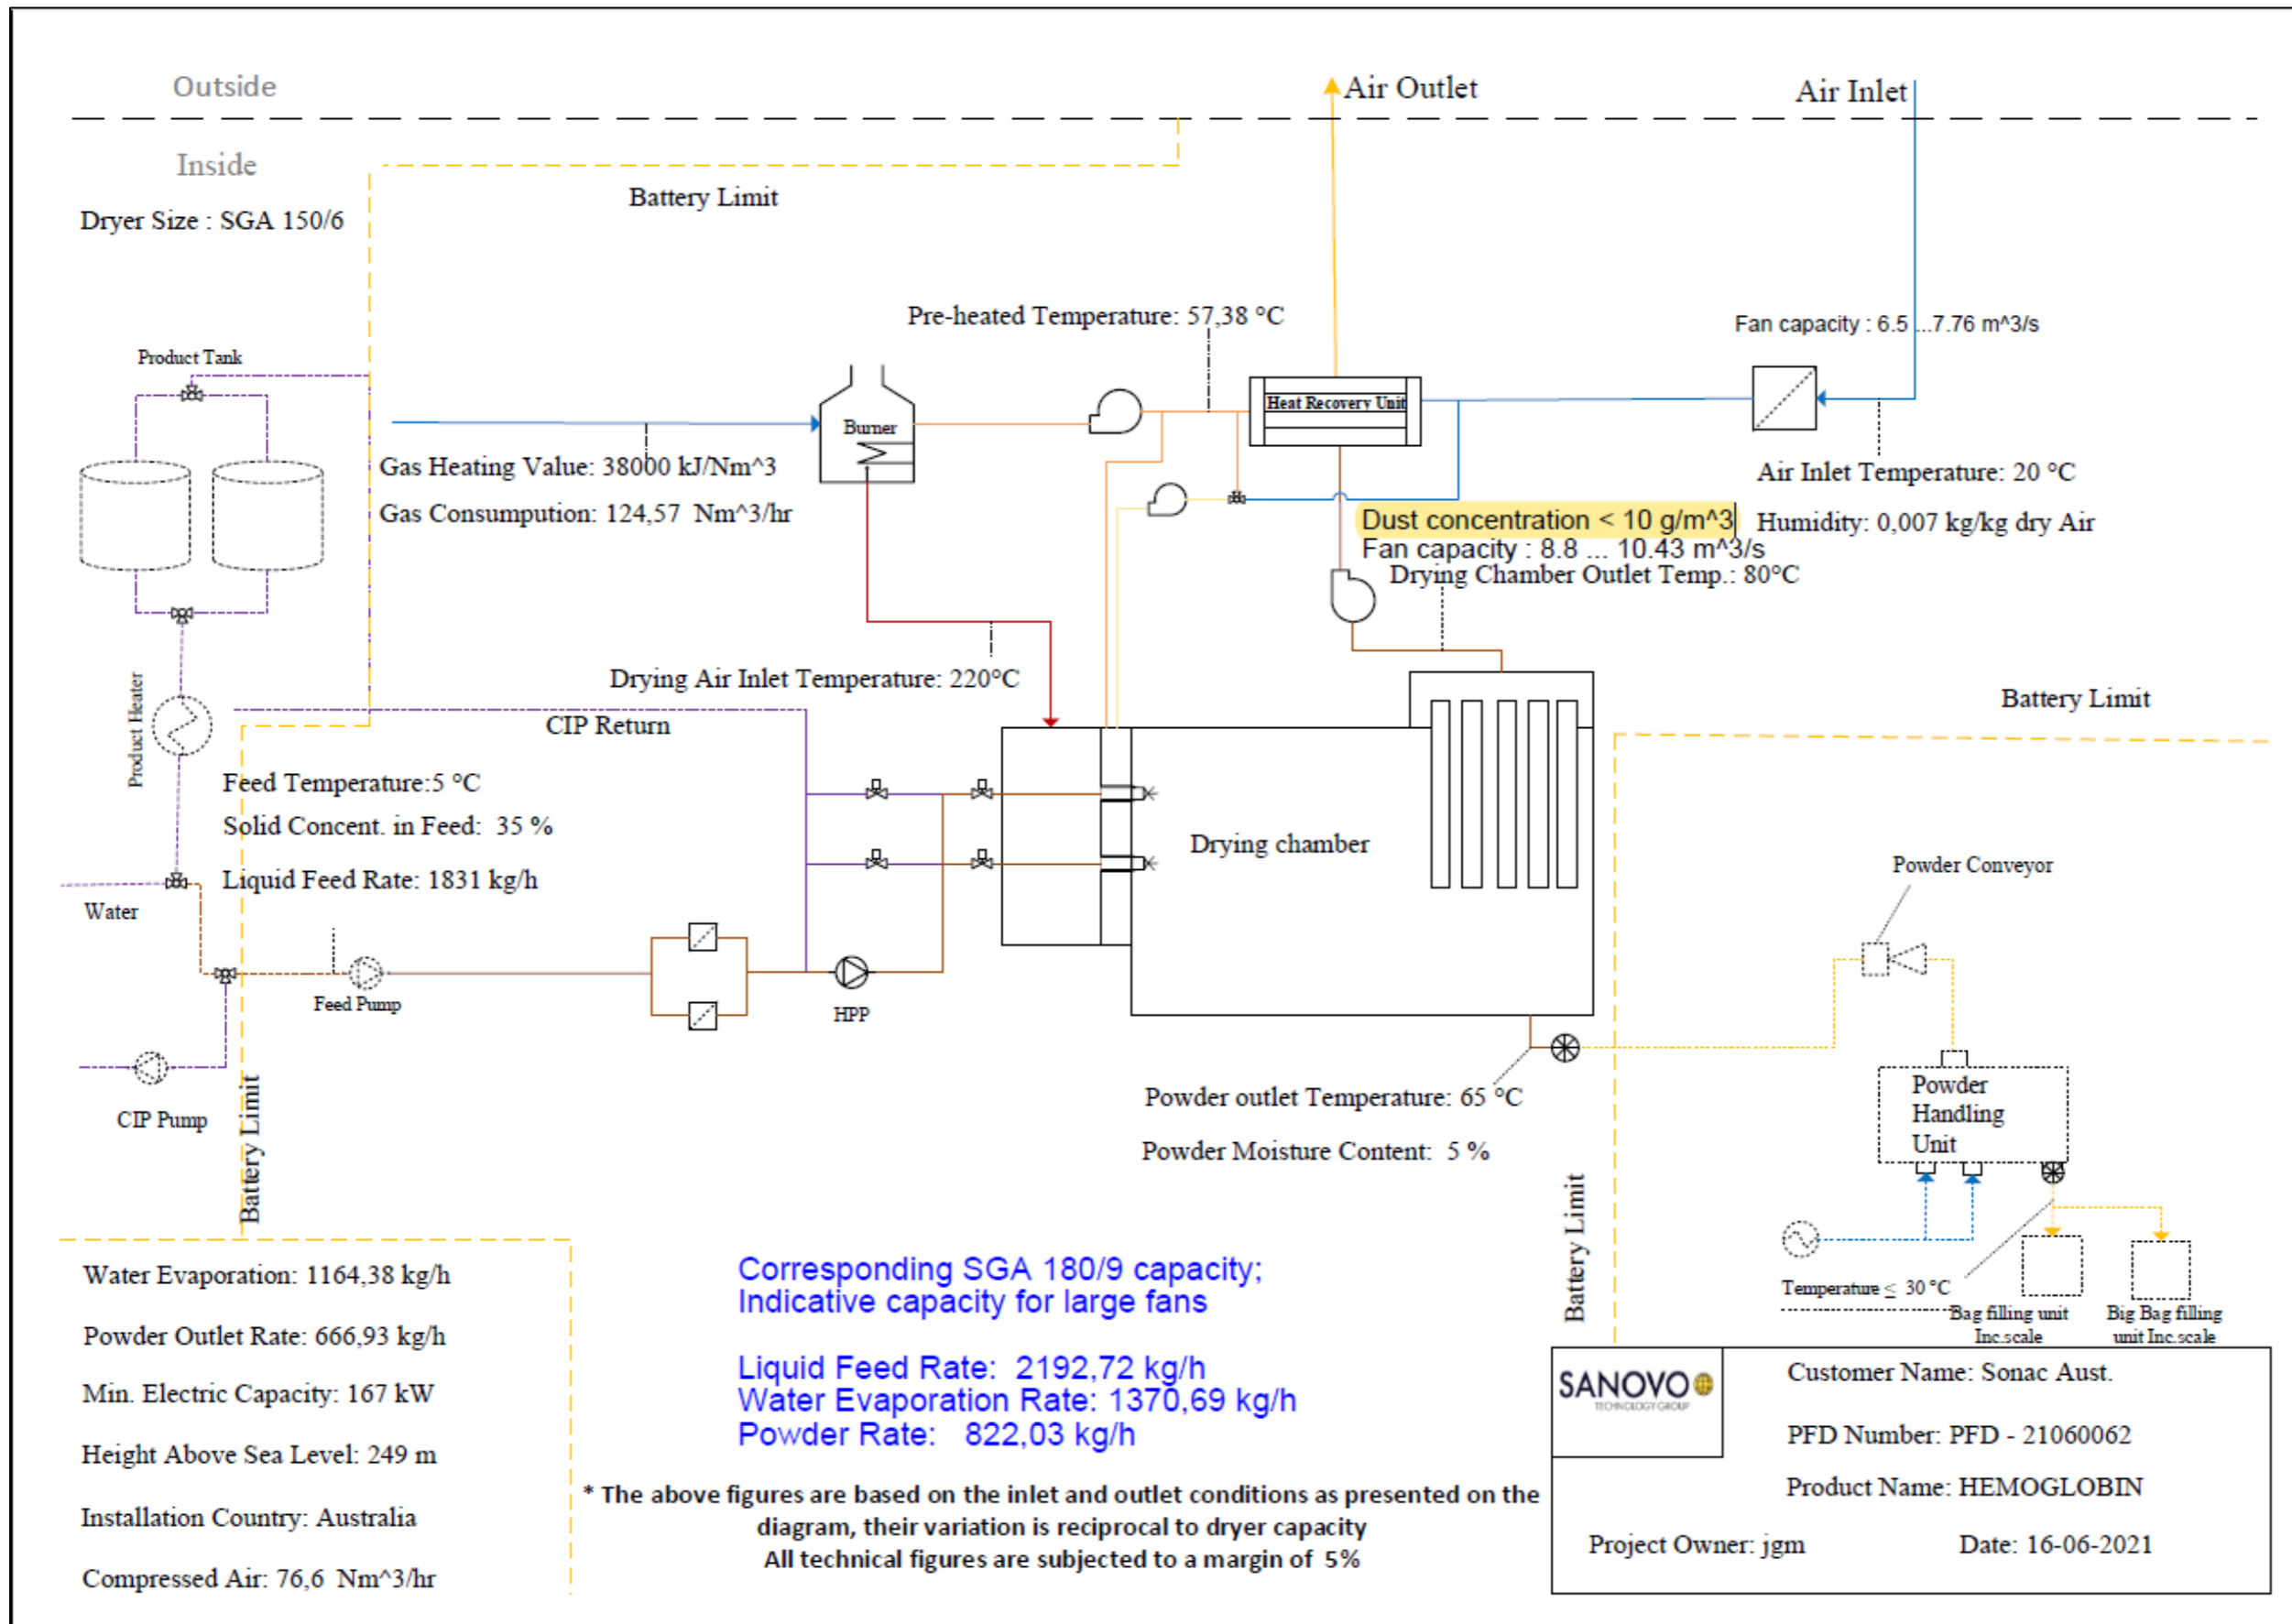 Outside
Air Outlet
Air Inlet
Inside
Battery Limit
Dryer Size : SGA 150/6
Pre-heated Temperature: 57,38 °C
Fan capacity : 6.5 ...7.76 m^3/s
Product Tank
Heat Recovery Unit
Burner
Gas Heating Value: 38000 kJ/Nm^3
Air Inlet Temperature: 20 °C
Gas Consumpution: 124,57 Nm^3/hr
Dust concentration < 10 g/m^3
Humidity: 0,007 kg/kg dry Air
Fan capacity : 8.8 ... 10.43 m^3/s
Drying Chamber Outlet Temp.: 80°C
Drying Air Inlet Temperature: 220°C
Product Heater
CIP Return
Battery Limit
Feed Temperature:5 °C
Solid Concent. in Feed: 35 %
Drying chamber
Liquid Feed Rate: 1831 kg/h
Powder Conveyor
Water
Feed Pump
HPP
Powder outlet Temperature: 65 °C
Powder
Handling
Unit
CIP Pump
Battery Limit
Powder Moisture Content: 5 %
Battery Limit
Temperature ≤ 30 °C
Bag filling unit
Inc.scale
Big Bag filling
unit Inc.scale
Water Evaporation: 1164,38 kg/h
Powder Outlet Rate: 666,93 kg/h
Min. Electric Capacity: 167 kW
Height Above Sea Level: 249 m
Installation Country: Australia
Compressed Air: 76,6 Nm^3/hr
Corresponding SGA 180/9 capacity;
Indicative capacity for large fans
Liquid Feed Rate: 2192,72 kg/h
Water Evaporation Rate: 1370,69 kg/h
Powder Rate: 822,03 kg/h
* The above figures are based on the inlet and outlet conditions as presented on the
diagram, their variation is reciprocal to dryer capacity
All technical figures are subjected to a margin of 5%
SANOVO
TECHNOLOGY GROUP
Customer Name: Sonac Aust.
PFD Number: PFD - 21060062
Product Name: HEMOGLOBIN
Project Owner: jgm
Date: 16-06-2021